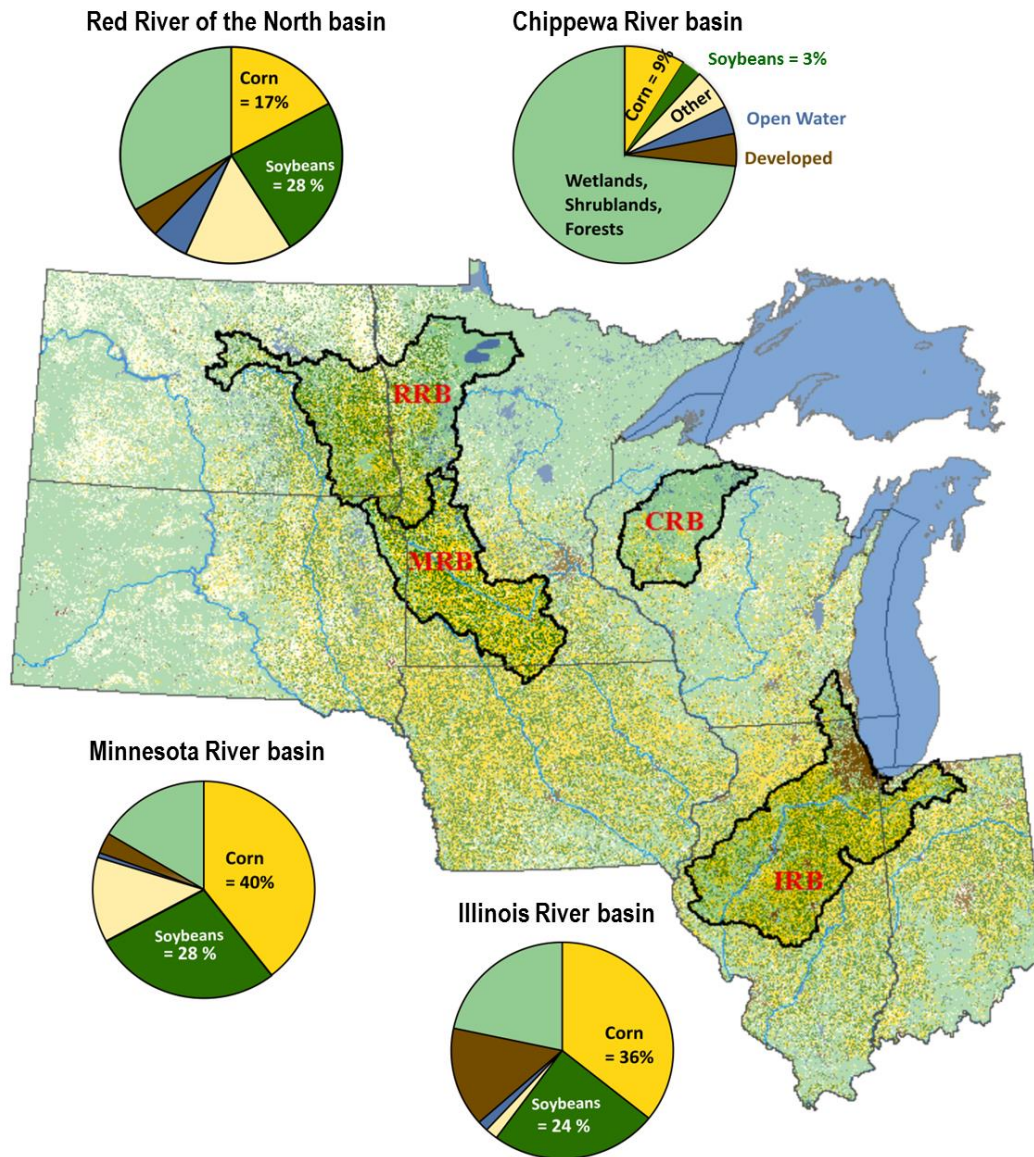 Red River of the North basin
Chippewa River basin
Corn
= 17%
Soybeans
= 28 %
Corn = 9%
Soybeans = 3%
Other
Open Water
Developed
Wetlands,
Shrublands,
Forests
RRB
CRB
MRB
IRB
Minnesota River basin
Corn
= 40%
Soybeans
= 28 %
Illinois River basin
Corn
= 36%
Soybeans
= 24 %